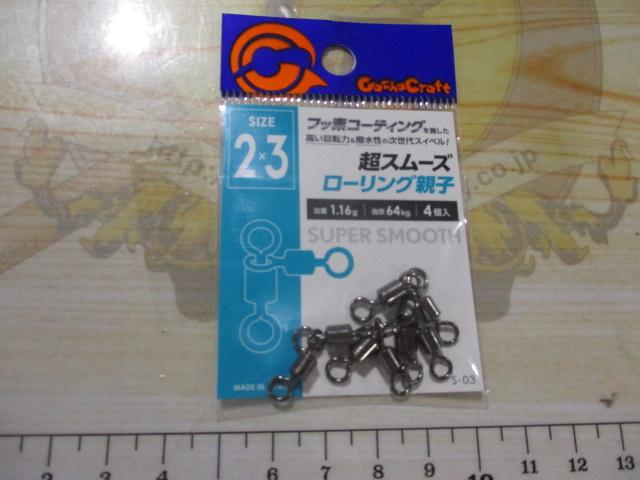 GachaCraft
SIZE
2×3
フッ素コーティングを施した
高い回転力&撥水性の次世代スイベル!
超スムーズ
ローリング親子
自重 1.16g 強度 64kg 4個入
SUPER SMOOTH
MADE IN
S-03
2 3 4 5 6 7 8 9 10 11 12 13